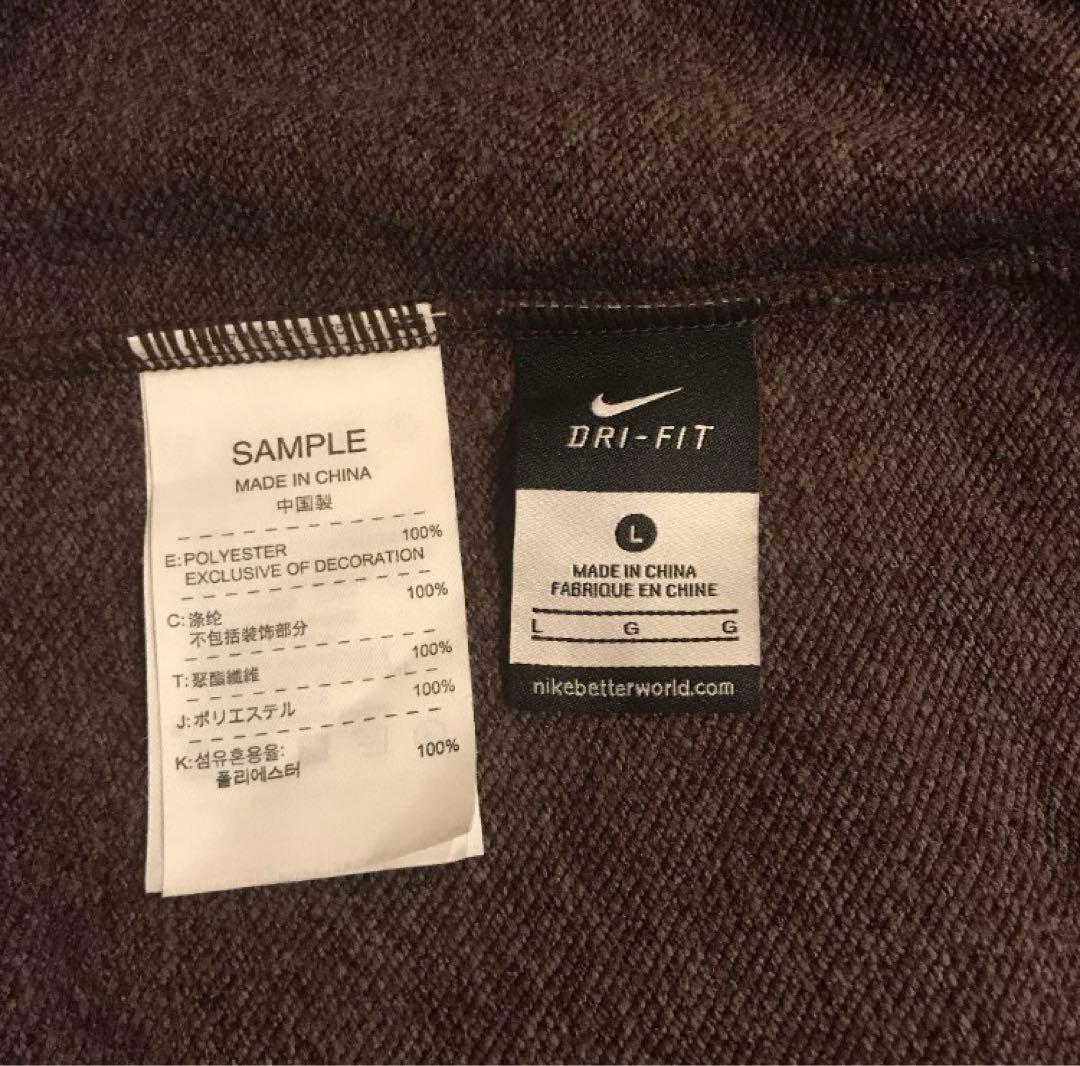 SAMPLE
MADE IN CHINA
中国製
100%
E: POLYESTER
EXCLUSIVE OF DECORATION
100%
C: 涤纶
不包括装饰部分
100%
T: 聚酯纖維
100%
J: ポリエステル
K: 섬유혼용율: 100%
폴리에스터
DRI-FIT
L
MADE IN CHINA
FABRIQUE EN CHINE
L G G
nikebetterworld.com